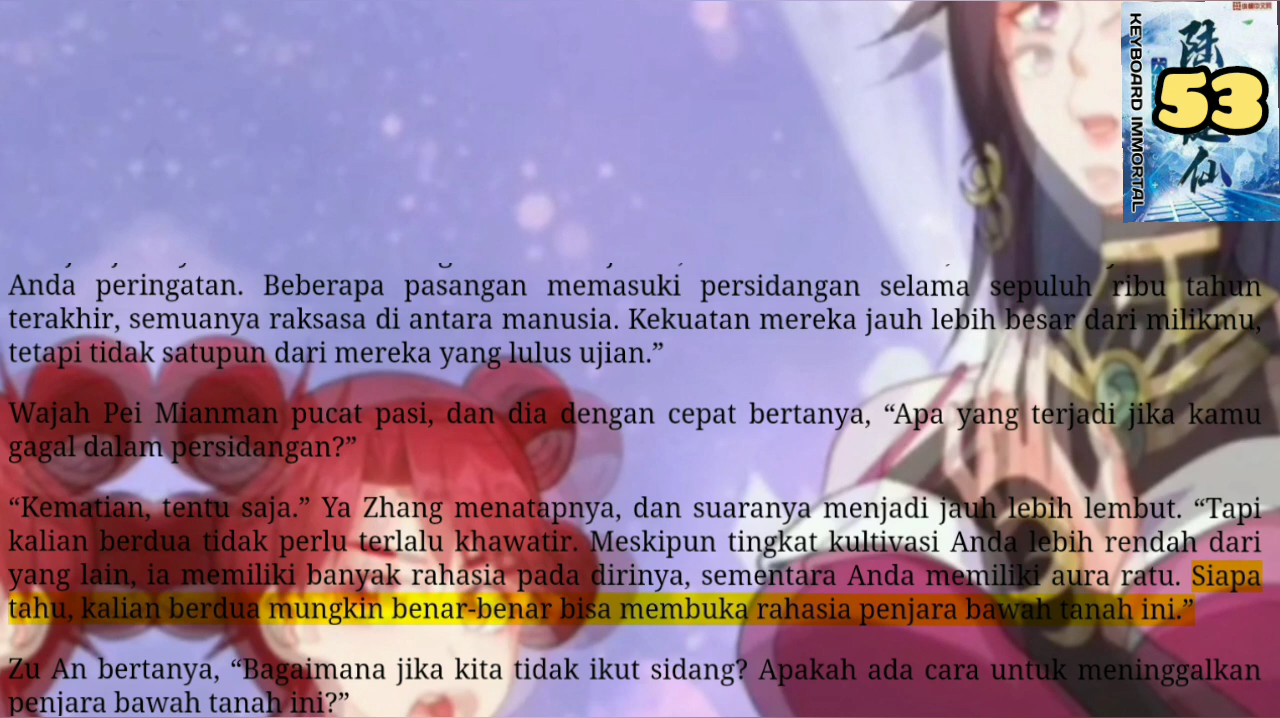 KEYBOARD IMMORTAL
53
仙
Anda peringatan. Beberapa pasangan memasuki persidangan selama sepuluh ribu tahun
terakhir, semuanya raksasa di antara manusia. Kekuatan mereka jauh lebih besar dari milikmu,
tetapi tidak satupun dari mereka yang lulus ujian.”
Wajah Pei Mianman pucat pasi, dan dia dengan cepat bertanya, “Apa yang terjadi jika kamu
gagal dalam persidangan?”
“Kematian, tentu saja.” Ya Zhang menatapnya, dan suaranya menjadi jauh lebih lembut. “Tapi
kalian berdua tidak perlu terlalu khawatir. Meskipun tingkat kultivasi Anda lebih rendah dari
yang lain, ia memiliki banyak rahasia pada dirinya, sementara Anda memiliki aura ratu. Siapa
tahu, kalian berdua mungkin benar-benar bisa membuka rahasia penjara bawah tanah ini.”
Zu An bertanya, “Bagaimana jika kita tidak ikut sidang? Apakah ada cara untuk meninggalkan
penjara bawah tanah ini?”